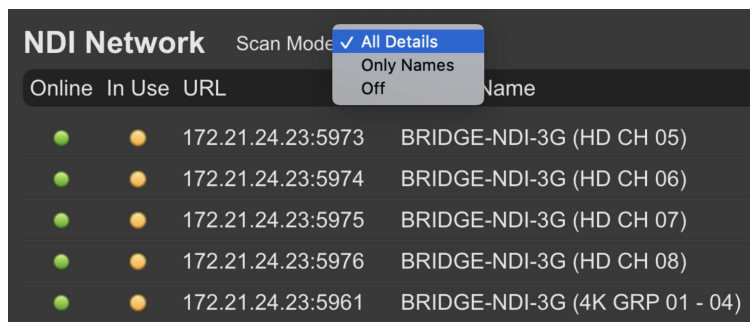 NDI Network Scan Mode ✓ All Details
Only Names
Off
Online In Use URL Name
172.21.24.23:5973 BRIDGE-NDI-3G (HD CH 05)
172.21.24.23:5974 BRIDGE-NDI-3G (HD CH 06)
172.21.24.23:5975 BRIDGE-NDI-3G (HD CH 07)
172.21.24.23:5976 BRIDGE-NDI-3G (HD CH 08)
172.21.24.23:5961 BRIDGE-NDI-3G (4K GRP 01 - 04)